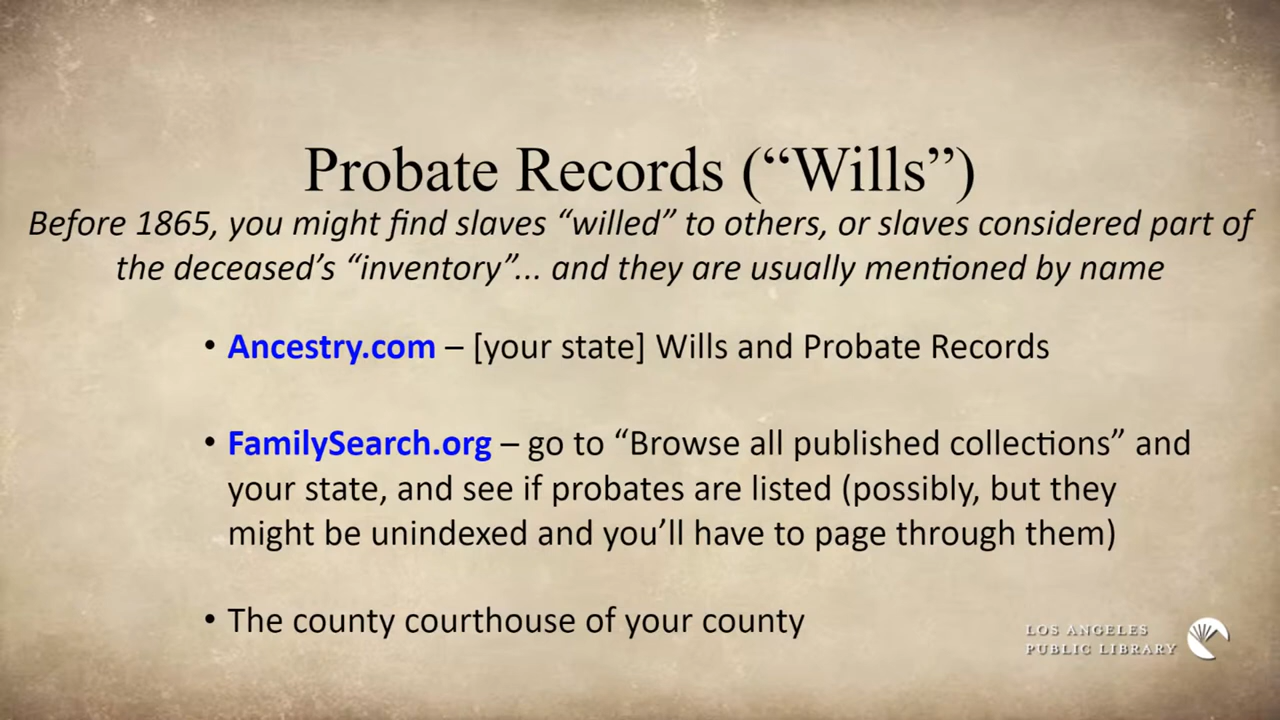 Probate Records (“Wills”)
Before 1865, you might find slaves “willed” to others, or slaves considered part of
the deceased’s “inventory”... and they are usually mentioned by name
• Ancestry.com – [your state] Wills and Probate Records
• FamilySearch.org – go to “Browse all published collections” and
your state, and see if probates are listed (possibly, but they
might be unindexed and you’ll have to page through them)
• The county courthouse of your county
LOS ANGELES
PUBLIC LIBRARY